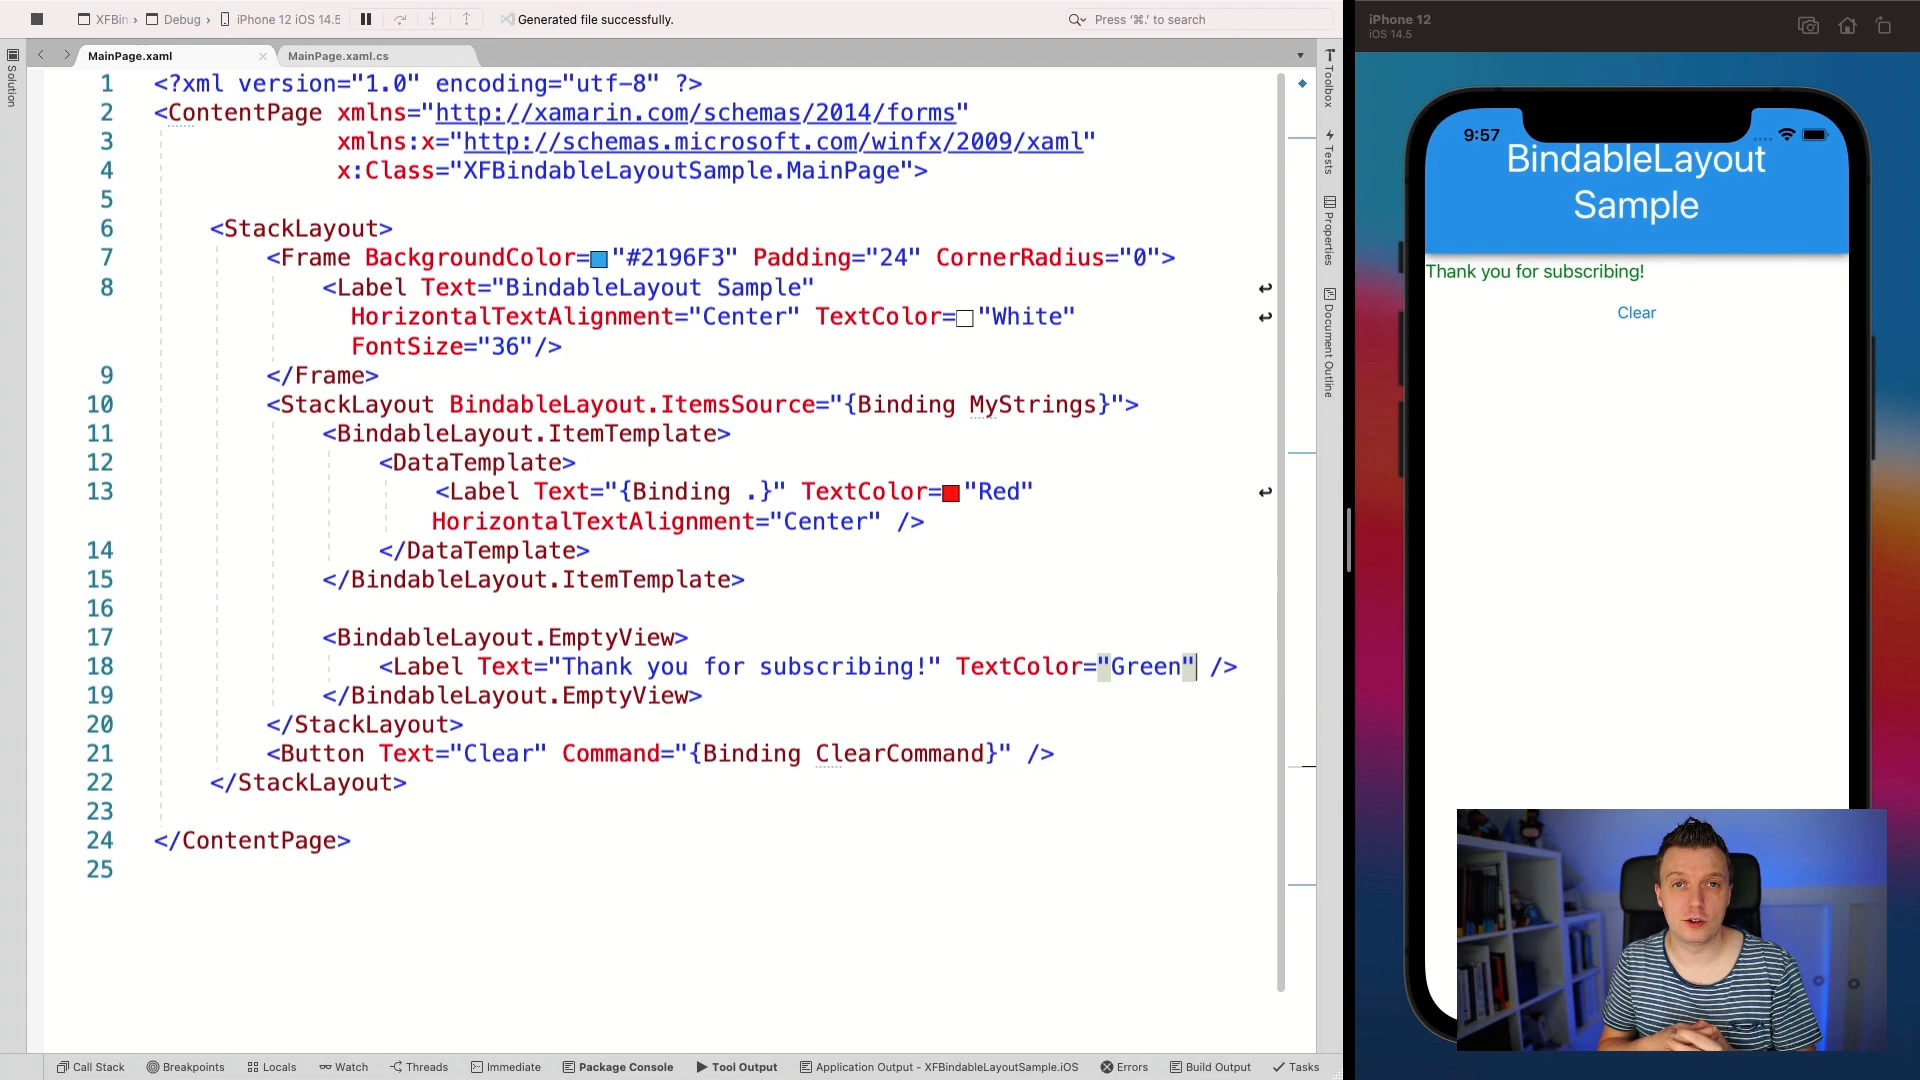 XFBin › Debug › iPhone 12 iOS 14.5
Generated file successfully.
Press '⌘.' to search
Solution
MainPage.xaml
MainPage.xaml.cs
1 <?xml version="1.0" encoding="utf-8" ?>
2 <ContentPage xmlns="http://xamarin.com/schemas/2014/forms"
3 xmlns:x="http://schemas.microsoft.com/winfx/2009/xaml"
4 x:Class="XFBindableLayoutSample.MainPage">
5
6 <StackLayout>
7 <Frame BackgroundColor="#2196F3" Padding="24" CornerRadius="0">
8 <Label Text="BindableLayout Sample"
HorizontalTextAlignment="Center" TextColor="White"
FontSize="36"/>
9 </Frame>
10 <StackLayout BindableLayout.ItemsSource="{Binding MyStrings}">
11 <BindableLayout.ItemTemplate>
12 <DataTemplate>
13 <Label Text="{Binding .}" TextColor="Red"
HorizontalTextAlignment="Center" />
14 </DataTemplate>
15 </BindableLayout.ItemTemplate>
16
17 <BindableLayout.EmptyView>
18 <Label Text="Thank you for subscribing!" TextColor="Green" />
19 </BindableLayout.EmptyView>
20 </StackLayout>
21 <Button Text="Clear" Command="{Binding ClearCommand}" />
22 </StackLayout>
23
24 </ContentPage>
25
Toolbox
Tests
Properties
Document Outline
Call Stack Breakpoints Locals Watch Threads Immediate Package Console Tool Output Application Output - XFBindableLayoutSample.iOS Errors Build Output Tasks
iPhone 12
iOS 14.5
9:57
BindableLayout
Sample
Thank you for subscribing!
Clear